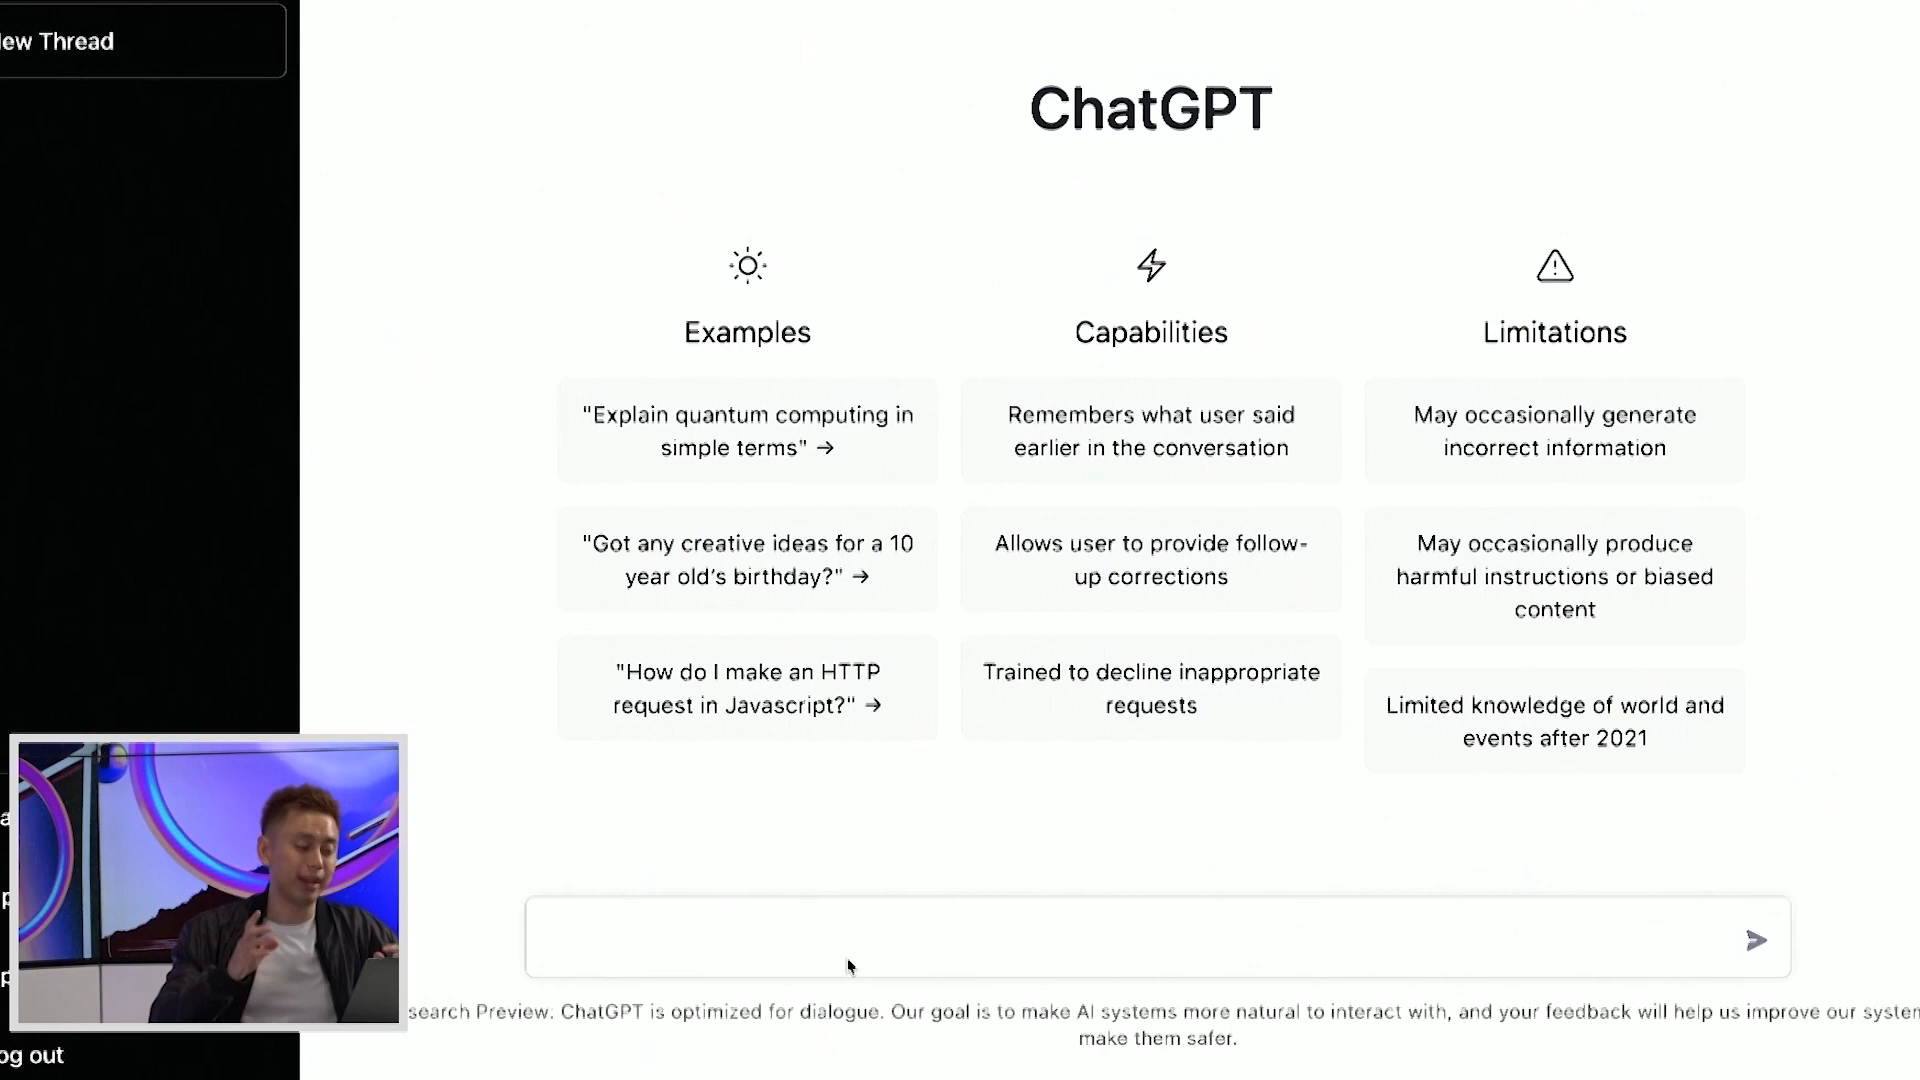 New Thread
ChatGPT
Examples
Capabilities
Limitations
"Explain quantum computing in
simple terms" →
"Got any creative ideas for a 10
year old's birthday?" →
"How do I make an HTTP
request in Javascript?" →
Remembers what user said
earlier in the conversation
Allows user to provide follow-
up corrections
Trained to decline inappropriate
requests
May occasionally generate
incorrect information
May occasionally produce
harmful instructions or biased
content
Limited knowledge of world and
events after 2021
search Preview: ChatGPT is optimized for dialogue. Our goal is to make AI systems more natural to interact with, and your feedback will help us improve our system
make them safer.
og out